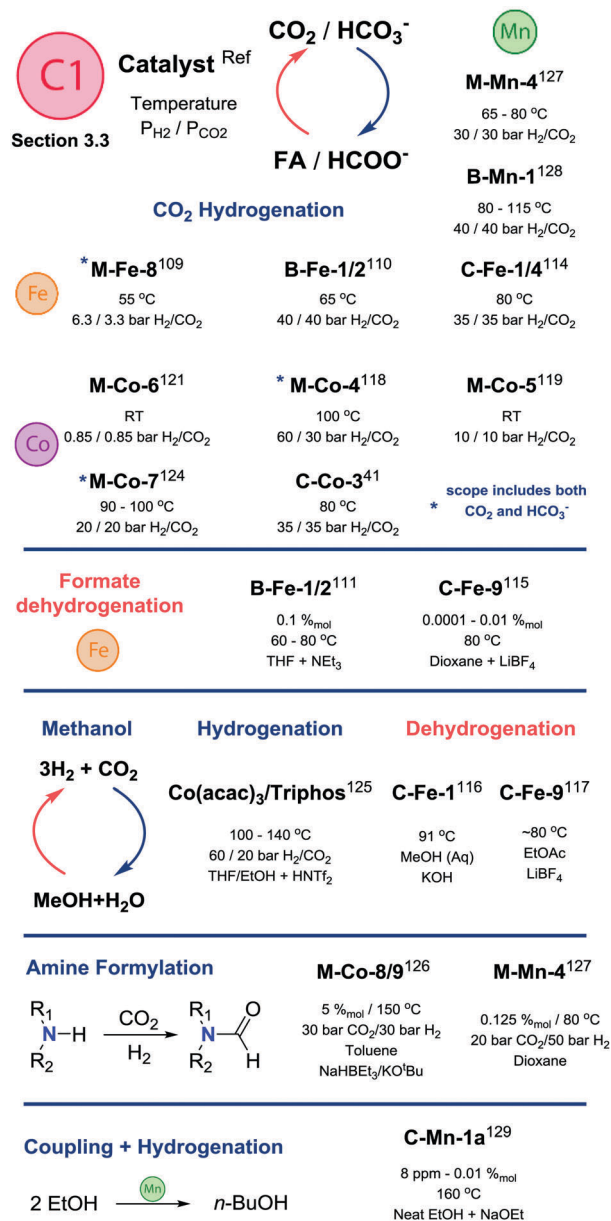 C1
Section 3.3
Catalyst Ref
Temperature
P_H2 / P_CO2
CO₂ / HCO₃⁻
FA / HCOO⁻
Mn
M-Mn-4¹²⁷
65 - 80 °C
30 / 30 bar H₂/CO₂
B-Mn-1¹²⁸
80 - 115 °C
40 / 40 bar H₂/CO₂
CO₂ Hydrogenation
Fe
* M-Fe-8¹⁰⁹
55 °C
6.3 / 3.3 bar H₂/CO₂
B-Fe-1/2¹¹⁰
65 °C
40 / 40 bar H₂/CO₂
C-Fe-1/4¹¹⁴
80 °C
35 / 35 bar H₂/CO₂
Co
M-Co-6¹²¹
RT
0.85 / 0.85 bar H₂/CO₂
* M-Co-4¹¹⁸
100 °C
60 / 30 bar H₂/CO₂
M-Co-5¹¹⁹
RT
10 / 10 bar H₂/CO₂
* M-Co-7¹²⁴
90 - 100 °C
20 / 20 bar H₂/CO₂
C-Co-3⁴¹
80 °C
35 / 35 bar H₂/CO₂
* scope includes both
CO₂ and HCO₃⁻
Formate
dehydrogenation
Fe
B-Fe-1/2¹¹¹
0.1 %mol
60 - 80 °C
THF + NEt₃
C-Fe-9¹¹⁵
0.0001 - 0.01 %mol
80 °C
Dioxane + LiBF₄
Methanol
3H₂ + CO₂
MeOH+H₂O
Hydrogenation
Co(acac)₃/Triphos¹²⁵
100 - 140 °C
60 / 20 bar H₂/CO₂
THF/EtOH + HNTf₂
Dehydrogenation
C-Fe-1¹¹⁶
91 °C
MeOH (Aq)
KOH
C-Fe-9¹¹⁷
~80 °C
EtOAc
LiBF₄
Amine Formylation
R₁
N-H
R₂
CO₂
H₂
R₁
O
N
R₂
H
M-Co-8/9¹²⁶
5 %mol / 150 °C
30 bar CO₂/30 bar H₂
Toluene
NaHBEt₃/KOᵗBu
M-Mn-4¹²⁷
0.125 %mol / 80 °C
20 bar CO₂/50 bar H₂
Dioxane
Coupling + Hydrogenation
2 EtOH
Mn
n-BuOH
C-Mn-1a¹²⁹
8 ppm - 0.01 %mol
160 °C
Neat EtOH + NaOEt